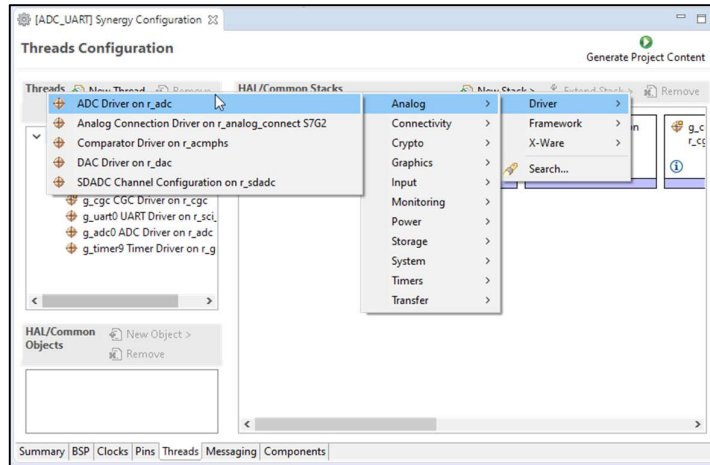 [ADC_UART] Synergy Configuration
Threads Configuration
Generate Project Content
Threads New Thread Remove
HAL/Common Stacks New Stack > Extend Stack > Remove
ADC Driver on r_adc
Analog Connection Driver on r_analog_connect S7G2
Comparator Driver on r_acmphs
DAC Driver on r_dac
SDADC Channel Configuration on r_sdadc
Analog >
Connectivity >
Crypto >
Graphics >
Input >
Monitoring >
Power >
Storage >
System >
Timers >
Transfer >
Driver >
Framework >
X-Ware >
Search...
g_c
r_cg
g_cgc CGC Driver on r_cgc
g_uart0 UART Driver on r_sci_
g_adc0 ADC Driver on r_adc
g_timer9 Timer Driver on r_g
HAL/Common
Objects
New Object >
Remove
Summary BSP Clocks Pins Threads Messaging Components